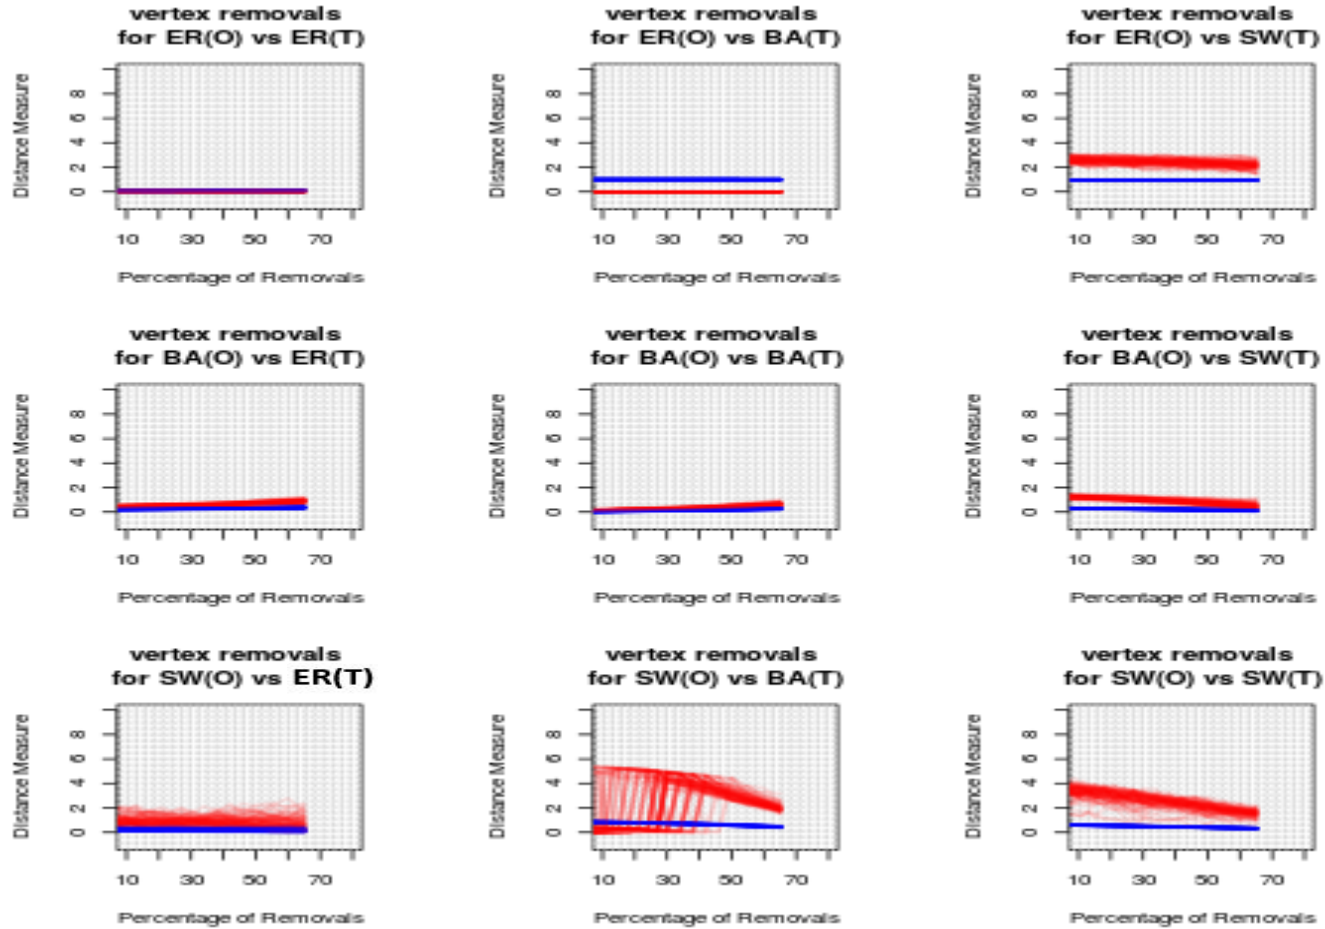 vertex removals
for ER(O) vs ER(T)
Distance Measure
0 2 4 6 8
10 30 50 70
Percentage of Removals
vertex removals
for ER(O) vs BA(T)
Distance Measure
0 2 4 6 8
10 30 50 70
Percentage of Removals
vertex removals
for ER(O) vs SW(T)
Distance Measure
0 2 4 6 8
10 30 50 70
Percentage of Removals
vertex removals
for BA(O) vs ER(T)
Distance Measure
0 2 4 6 8
10 30 50 70
Percentage of Removals
vertex removals
for BA(O) vs BA(T)
Distance Measure
0 2 4 6 8
10 30 50 70
Percentage of Removals
vertex removals
for BA(O) vs SW(T)
Distance Measure
0 2 4 6 8
10 30 50 70
Percentage of Removals
vertex removals
for SW(O) vs ER(T)
Distance Measure
0 2 4 6 8
10 30 50 70
Percentage of Removals
vertex removals
for SW(O) vs BA(T)
Distance Measure
0 2 4 6 8
10 30 50 70
Percentage of Removals
vertex removals
for SW(O) vs SW(T)
Distance Measure
0 2 4 6 8
10 30 50 70
Percentage of Removals